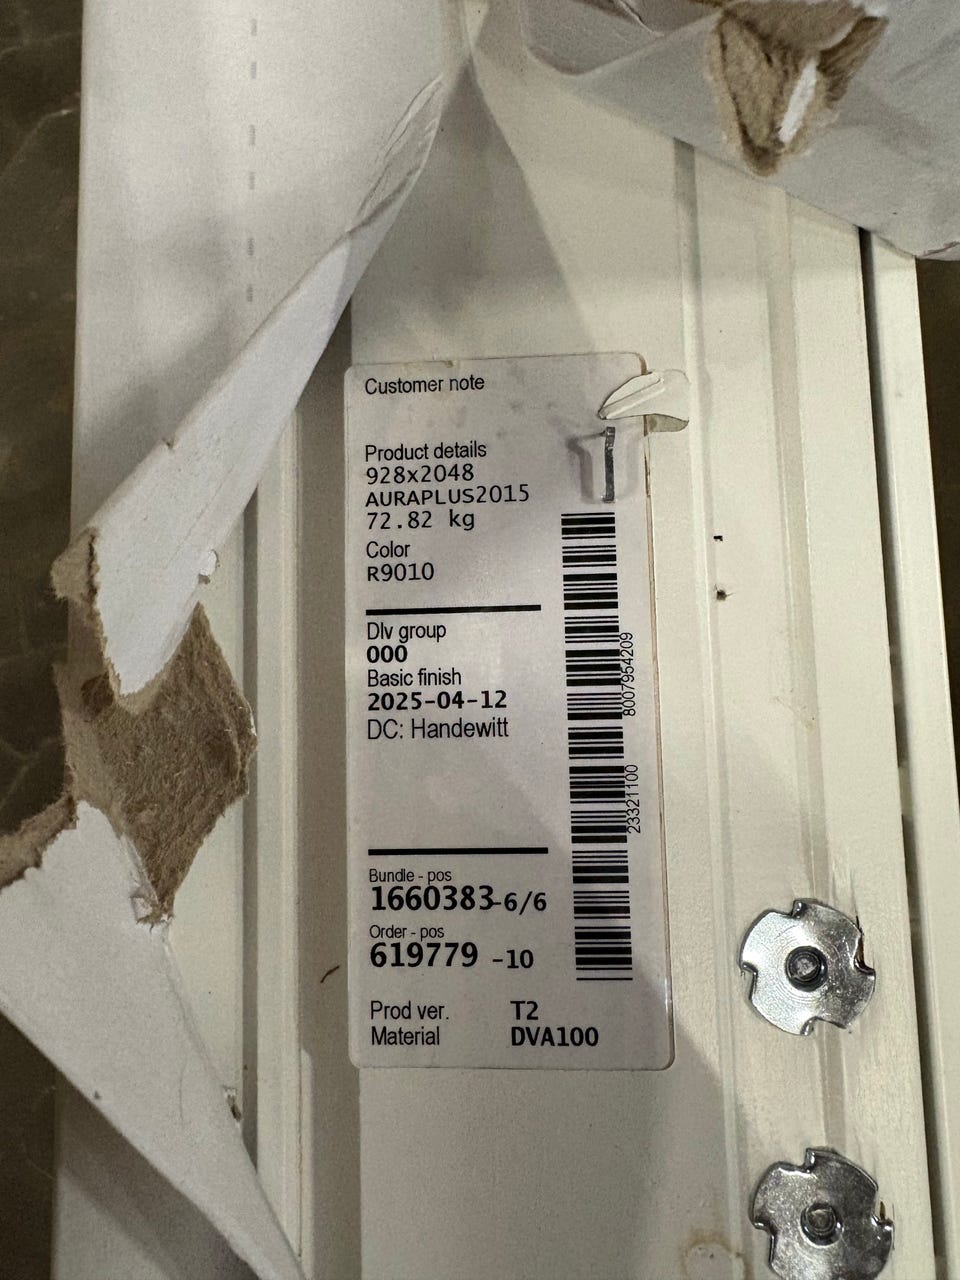 Customer note
Product details
928x2048
AURAPLUS2015
72.82 kg
Color
R9010
Dlv group
000
Basic finish
2025-04-12
DC: Handewitt
8007954209
23321100
Bundle - pos
1660383-6/6
Order - pos
619779 -10
Prod ver. T2
Material DVA100